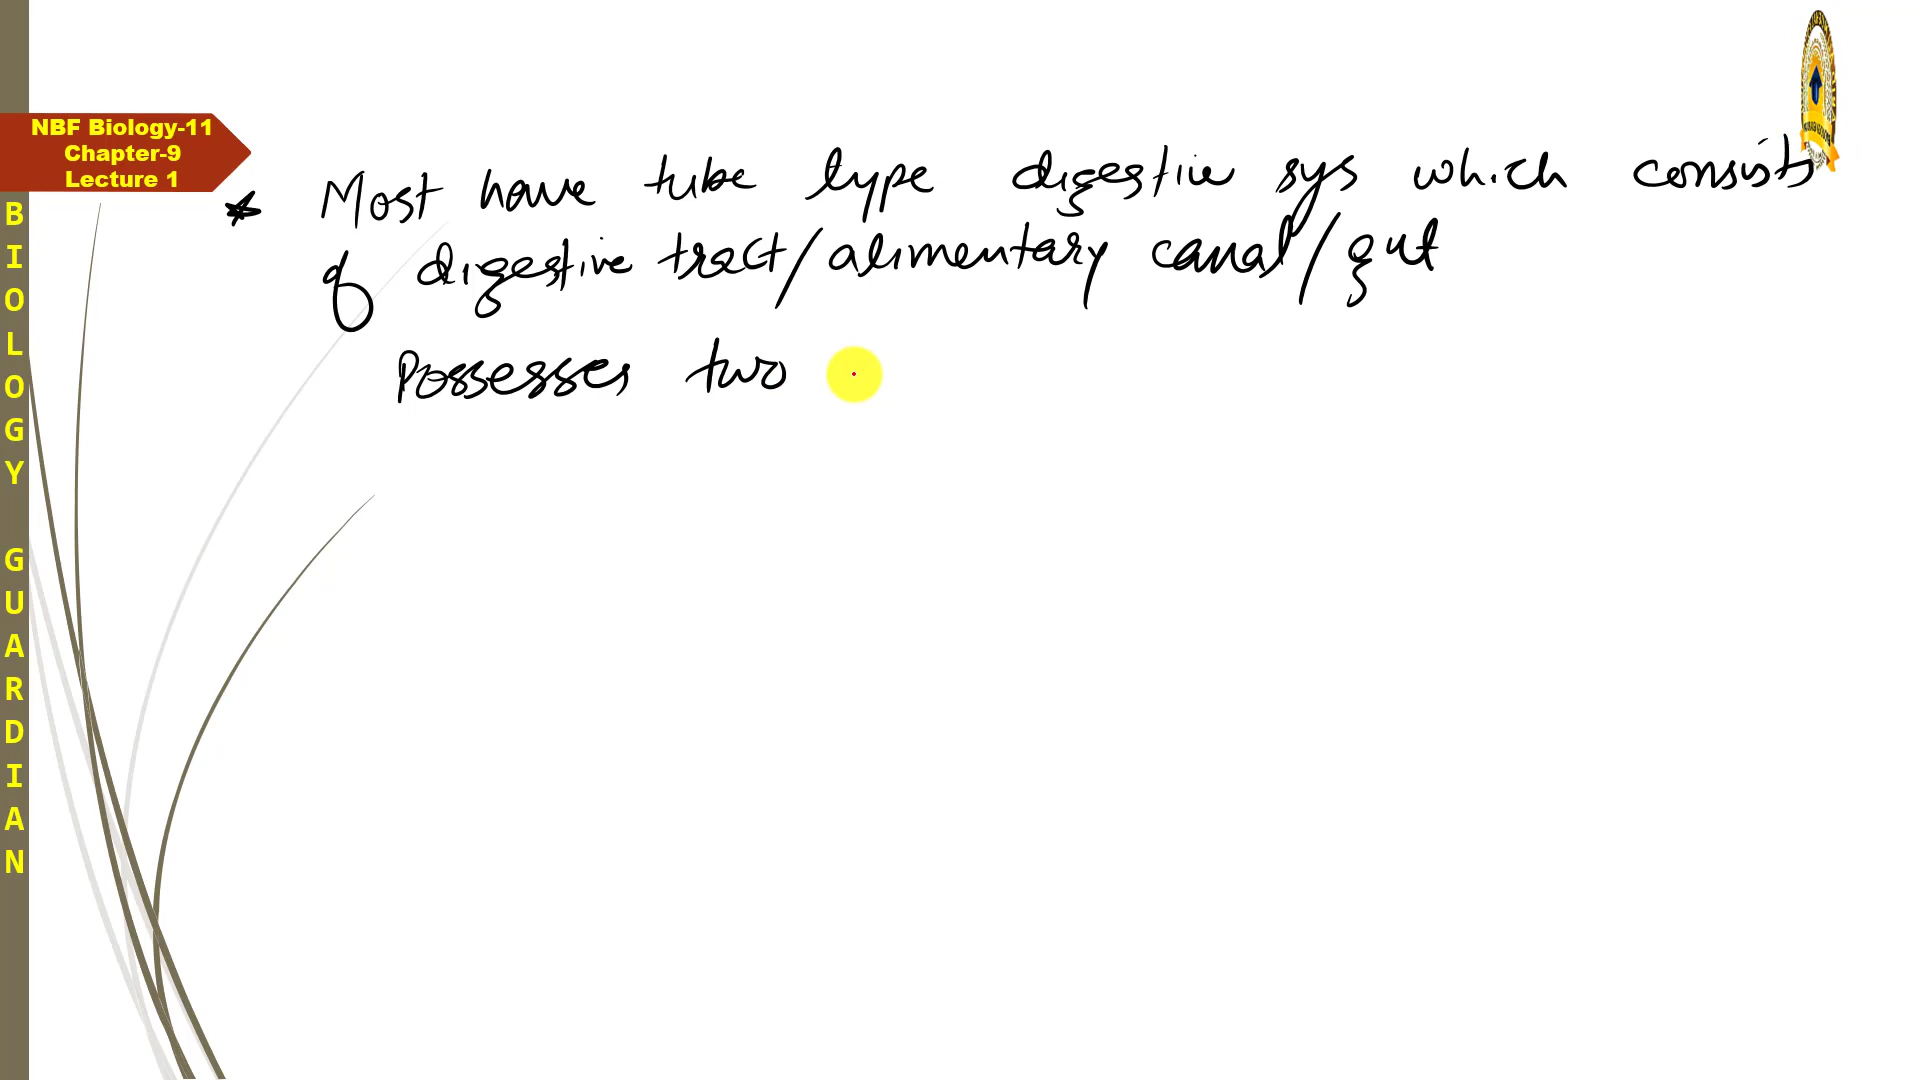 NBF Biology-11
Chapter-9
Lecture 1
BIOLOGY GUARDIAN
* Most have tube type digestive sys which consists
of digestive tract/alimentary canal/gut
Possesses two